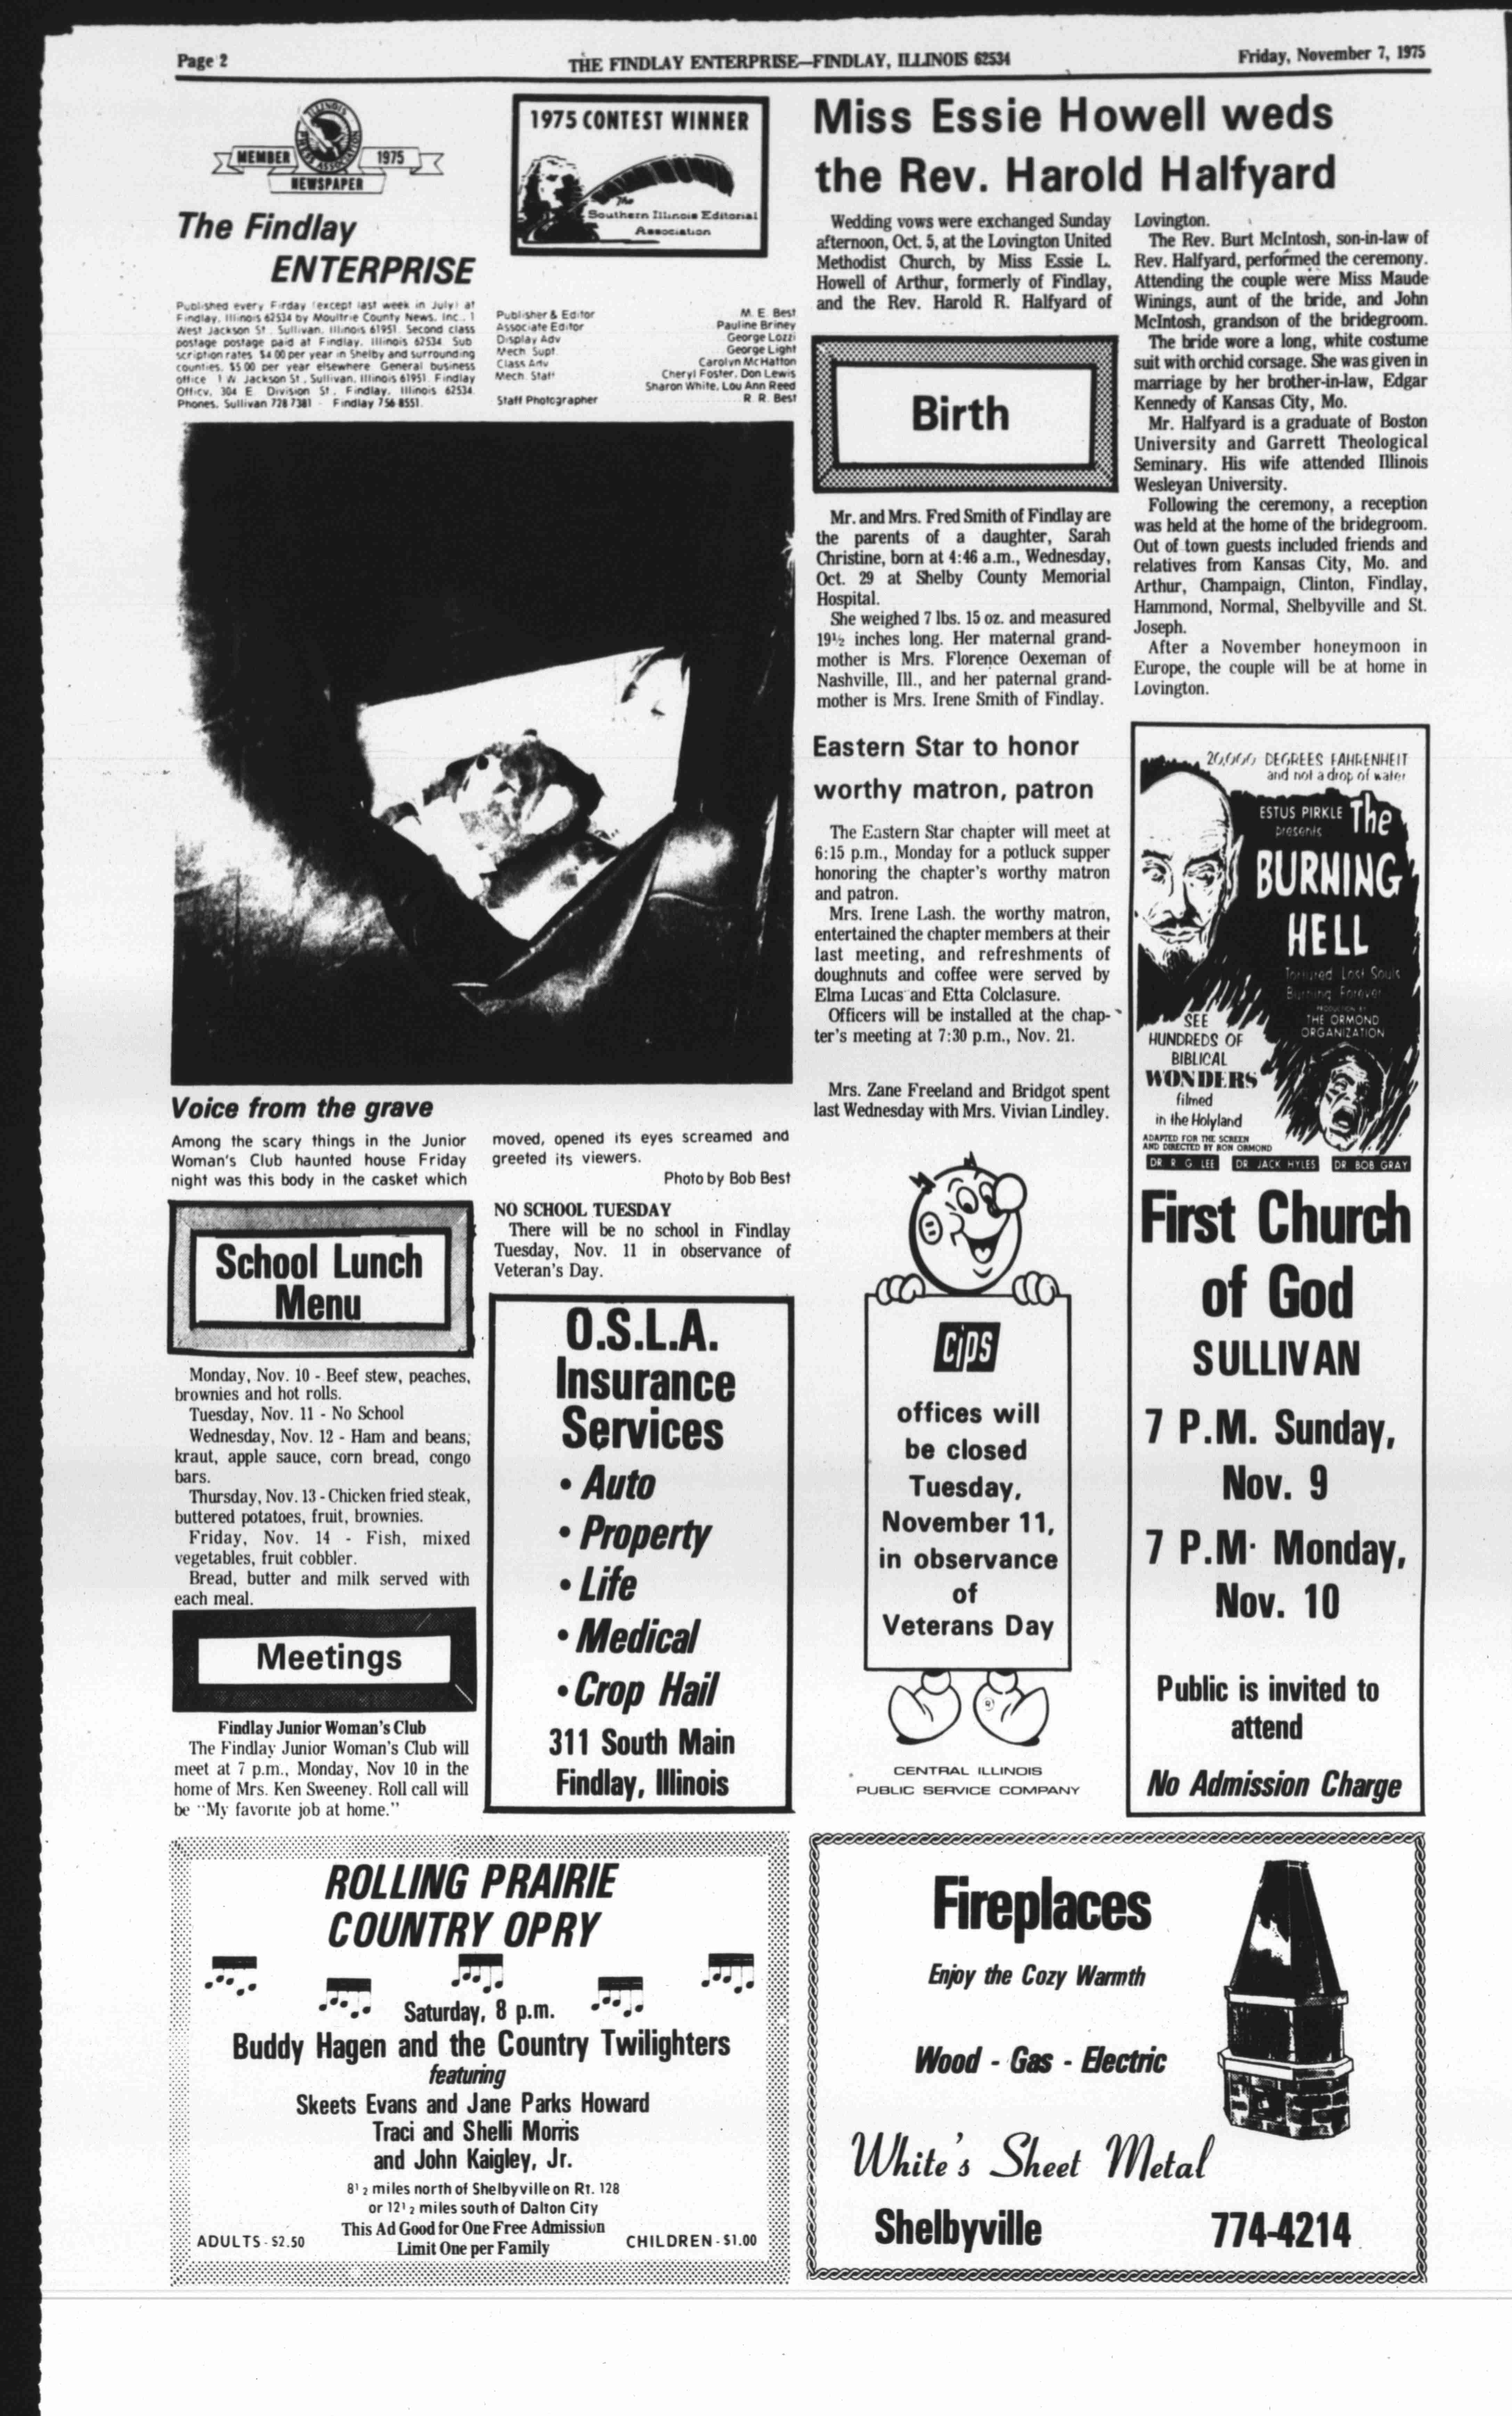 Page 2
THE FINDLAY ENTERPRISE—FINDLAY, ILLINOIS 62534
Friday, November 7, 1975
ILLINOIS
PRESS ASSOCIATION
MEMBER
1975
NEWSPAPER
The Findlay
ENTERPRISE
Published every Firday (except last week in July) at
Findlay, Illinois 62534 by Moultrie County News, Inc., 1
West Jackson St., Sullivan, Illinois 61951. Second class
postage postage paid at Findlay, Illinois 62534. Sub
scription rates $4.00 per year in Shelby and surrounding
counties, $5.00 per year elsewhere. General business
office 1 W. Jackson St., Sullivan, Illinois 61951. Findlay
Officv, 304 E. Division St., Findlay, Illinois 62534.
Phones, Sullivan 728-7381 - Findlay 756-8551.
1975 CONTEST WINNER
The
Southern Illinois Editorial
Association
Publisher & Editor M. E. Best
Associate Editor Pauline Briney
Display Adv George Lozzi
Mech. Supt. George Light
Class Adv Carolyn McHatton
Mech. Staff Cheryl Foster, Don Lewis
Sharon White, Lou Ann Reed
Staff Photographer R. R. Best
Voice from the grave
Among the scary things in the Junior
Woman's Club haunted house Friday
night was this body in the casket which
moved, opened its eyes screamed and
greeted its viewers.
Photo by Bob Best
School Lunch
Menu
Monday, Nov. 10 - Beef stew, peaches,
brownies and hot rolls.
Tuesday, Nov. 11 - No School
Wednesday, Nov. 12 - Ham and beans,
kraut, apple sauce, corn bread, congo
bars.
Thursday, Nov. 13 - Chicken fried steak,
buttered potatoes, fruit, brownies.
Friday, Nov. 14 - Fish, mixed
vegetables, fruit cobbler.
Bread, butter and milk served with
each meal.
Meetings
Findlay Junior Woman's Club
The Findlay Junior Woman's Club will
meet at 7 p.m., Monday, Nov 10 in the
home of Mrs. Ken Sweeney. Roll call will
be "My favorite job at home."
NO SCHOOL TUESDAY
There will be no school in Findlay
Tuesday, Nov. 11 in observance of
Veteran's Day.
O.S.L.A.
Insurance
Services
• Auto
• Property
• Life
• Medical
• Crop Hail
311 South Main
Findlay, Illinois
Miss Essie Howell weds
the Rev. Harold Halfyard
Wedding vows were exchanged Sunday
afternoon, Oct. 5, at the Lovington United
Methodist Church, by Miss Essie L.
Howell of Arthur, formerly of Findlay,
and the Rev. Harold R. Halfyard of
Lovington.
The Rev. Burt McIntosh, son-in-law of
Rev. Halfyard, performed the ceremony.
Attending the couple were Miss Maude
Winings, aunt of the bride, and John
McIntosh, grandson of the bridegroom.
The bride wore a long, white costume
suit with orchid corsage. She was given in
marriage by her brother-in-law, Edgar
Kennedy of Kansas City, Mo.
Mr. Halfyard is a graduate of Boston
University and Garrett Theological
Seminary. His wife attended Illinois
Wesleyan University.
Following the ceremony, a reception
was held at the home of the bridegroom.
Out of town guests included friends and
relatives from Kansas City, Mo. and
Arthur, Champaign, Clinton, Findlay,
Hammond, Normal, Shelbyville and St.
Joseph.
After a November honeymoon in
Europe, the couple will be at home in
Lovington.
Birth
Mr. and Mrs. Fred Smith of Findlay are
the parents of a daughter, Sarah
Christine, born at 4:46 a.m., Wednesday,
Oct. 29 at Shelby County Memorial
Hospital.
She weighed 7 lbs. 15 oz. and measured
19½ inches long. Her maternal grand-
mother is Mrs. Florence Oexeman of
Nashville, Ill., and her paternal grand-
mother is Mrs. Irene Smith of Findlay.
Eastern Star to honor
worthy matron, patron
The Eastern Star chapter will meet at
6:15 p.m., Monday for a potluck supper
honoring the chapter's worthy matron
and patron.
Mrs. Irene Lash, the worthy matron,
entertained the chapter members at their
last meeting, and refreshments of
doughnuts and coffee were served by
Elma Lucas and Etta Colclasure.
Officers will be installed at the chap-
ter's meeting at 7:30 p.m., Nov. 21.
Mrs. Zane Freeland and Bridgot spent
last Wednesday with Mrs. Vivian Lindley.
cips
offices will
be closed
Tuesday,
November 11,
in observance
of
Veterans Day
CENTRAL ILLINOIS
PUBLIC SERVICE COMPANY
20,000 DEGREES FAHRENHEIT
and not a drop of water
ESTUS PIRKLE
presents
The
BURNING
HELL
Tortured Lost Souls
Burning Forever
PRODUCTION BY
THE ORMOND
ORGANIZATION
SEE
HUNDREDS OF
BIBLICAL
WONDERS
filmed
in the Holyland
ADAPTED FOR THE SCREEN
AND DIRECTED BY RON ORMOND
DR. R. G. LEE DR. JACK HYLES DR. BOB GRAY
First Church
of God
SULLIVAN
7 P.M. Sunday,
Nov. 9
7 P.M. Monday,
Nov. 10
Public is invited to
attend
No Admission Charge
ROLLING PRAIRIE
COUNTRY OPRY
Saturday, 8 p.m.
Buddy Hagen and the Country Twilighters
featuring
Skeets Evans and Jane Parks Howard
Traci and Shelli Morris
and John Kaigley, Jr.
8½ miles north of Shelbyville on Rt. 128
or 12½ miles south of Dalton City
This Ad Good for One Free Admission
Limit One per Family
ADULTS - $2.50
CHILDREN - $1.00
Fireplaces
Enjoy the Cozy Warmth
Wood - Gas - Electric
White's Sheet Metal
Shelbyville
774-4214